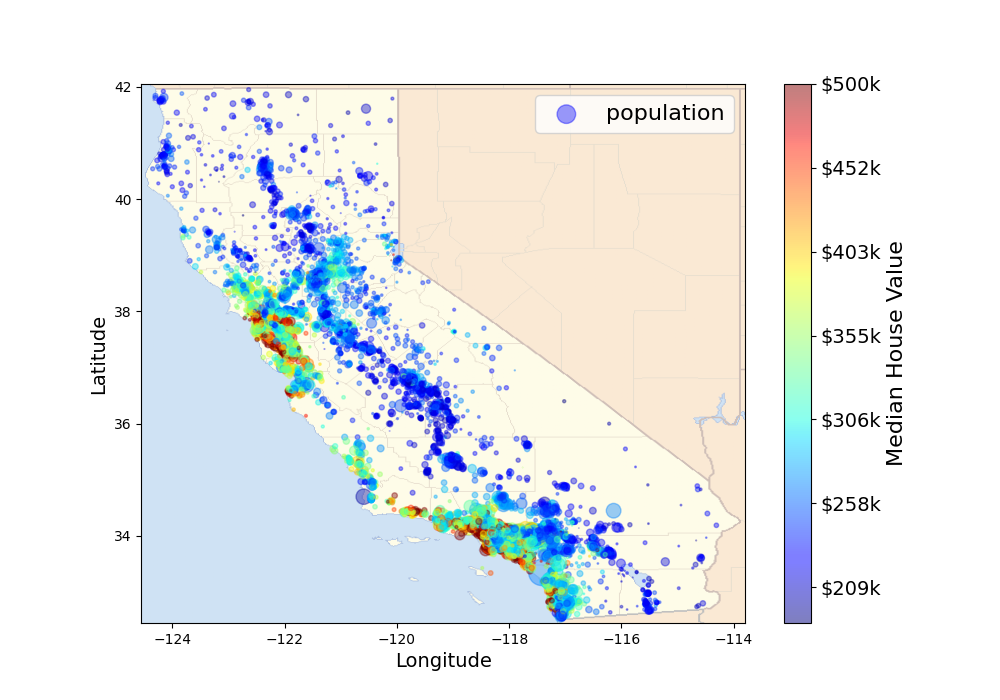 population
42
40
38
36
34
Latitude
−124
−122
−120
−118
−116
−114
Longitude
$500k
$452k
$403k
$355k
$306k
$258k
$209k
Median House Value